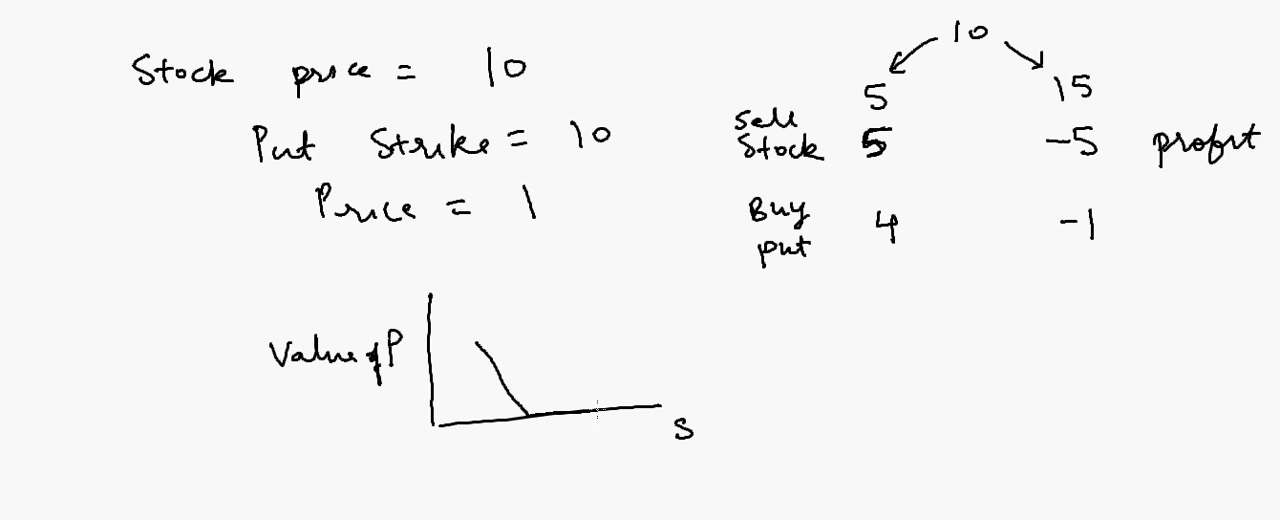 Stock price = 10
Put Strike = 10
Price = 1
10
5 15
Sell
Stock 5 -5 profit
Buy
put 4 -1
Value of P
S